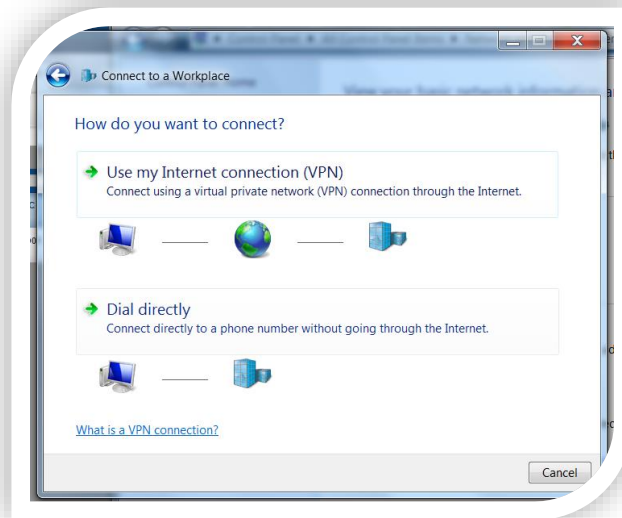 Connect to a Workplace
How do you want to connect?
Use my Internet connection (VPN)
Connect using a virtual private network (VPN) connection through the Internet.
Dial directly
Connect directly to a phone number without going through the Internet.
What is a VPN connection?
Cancel